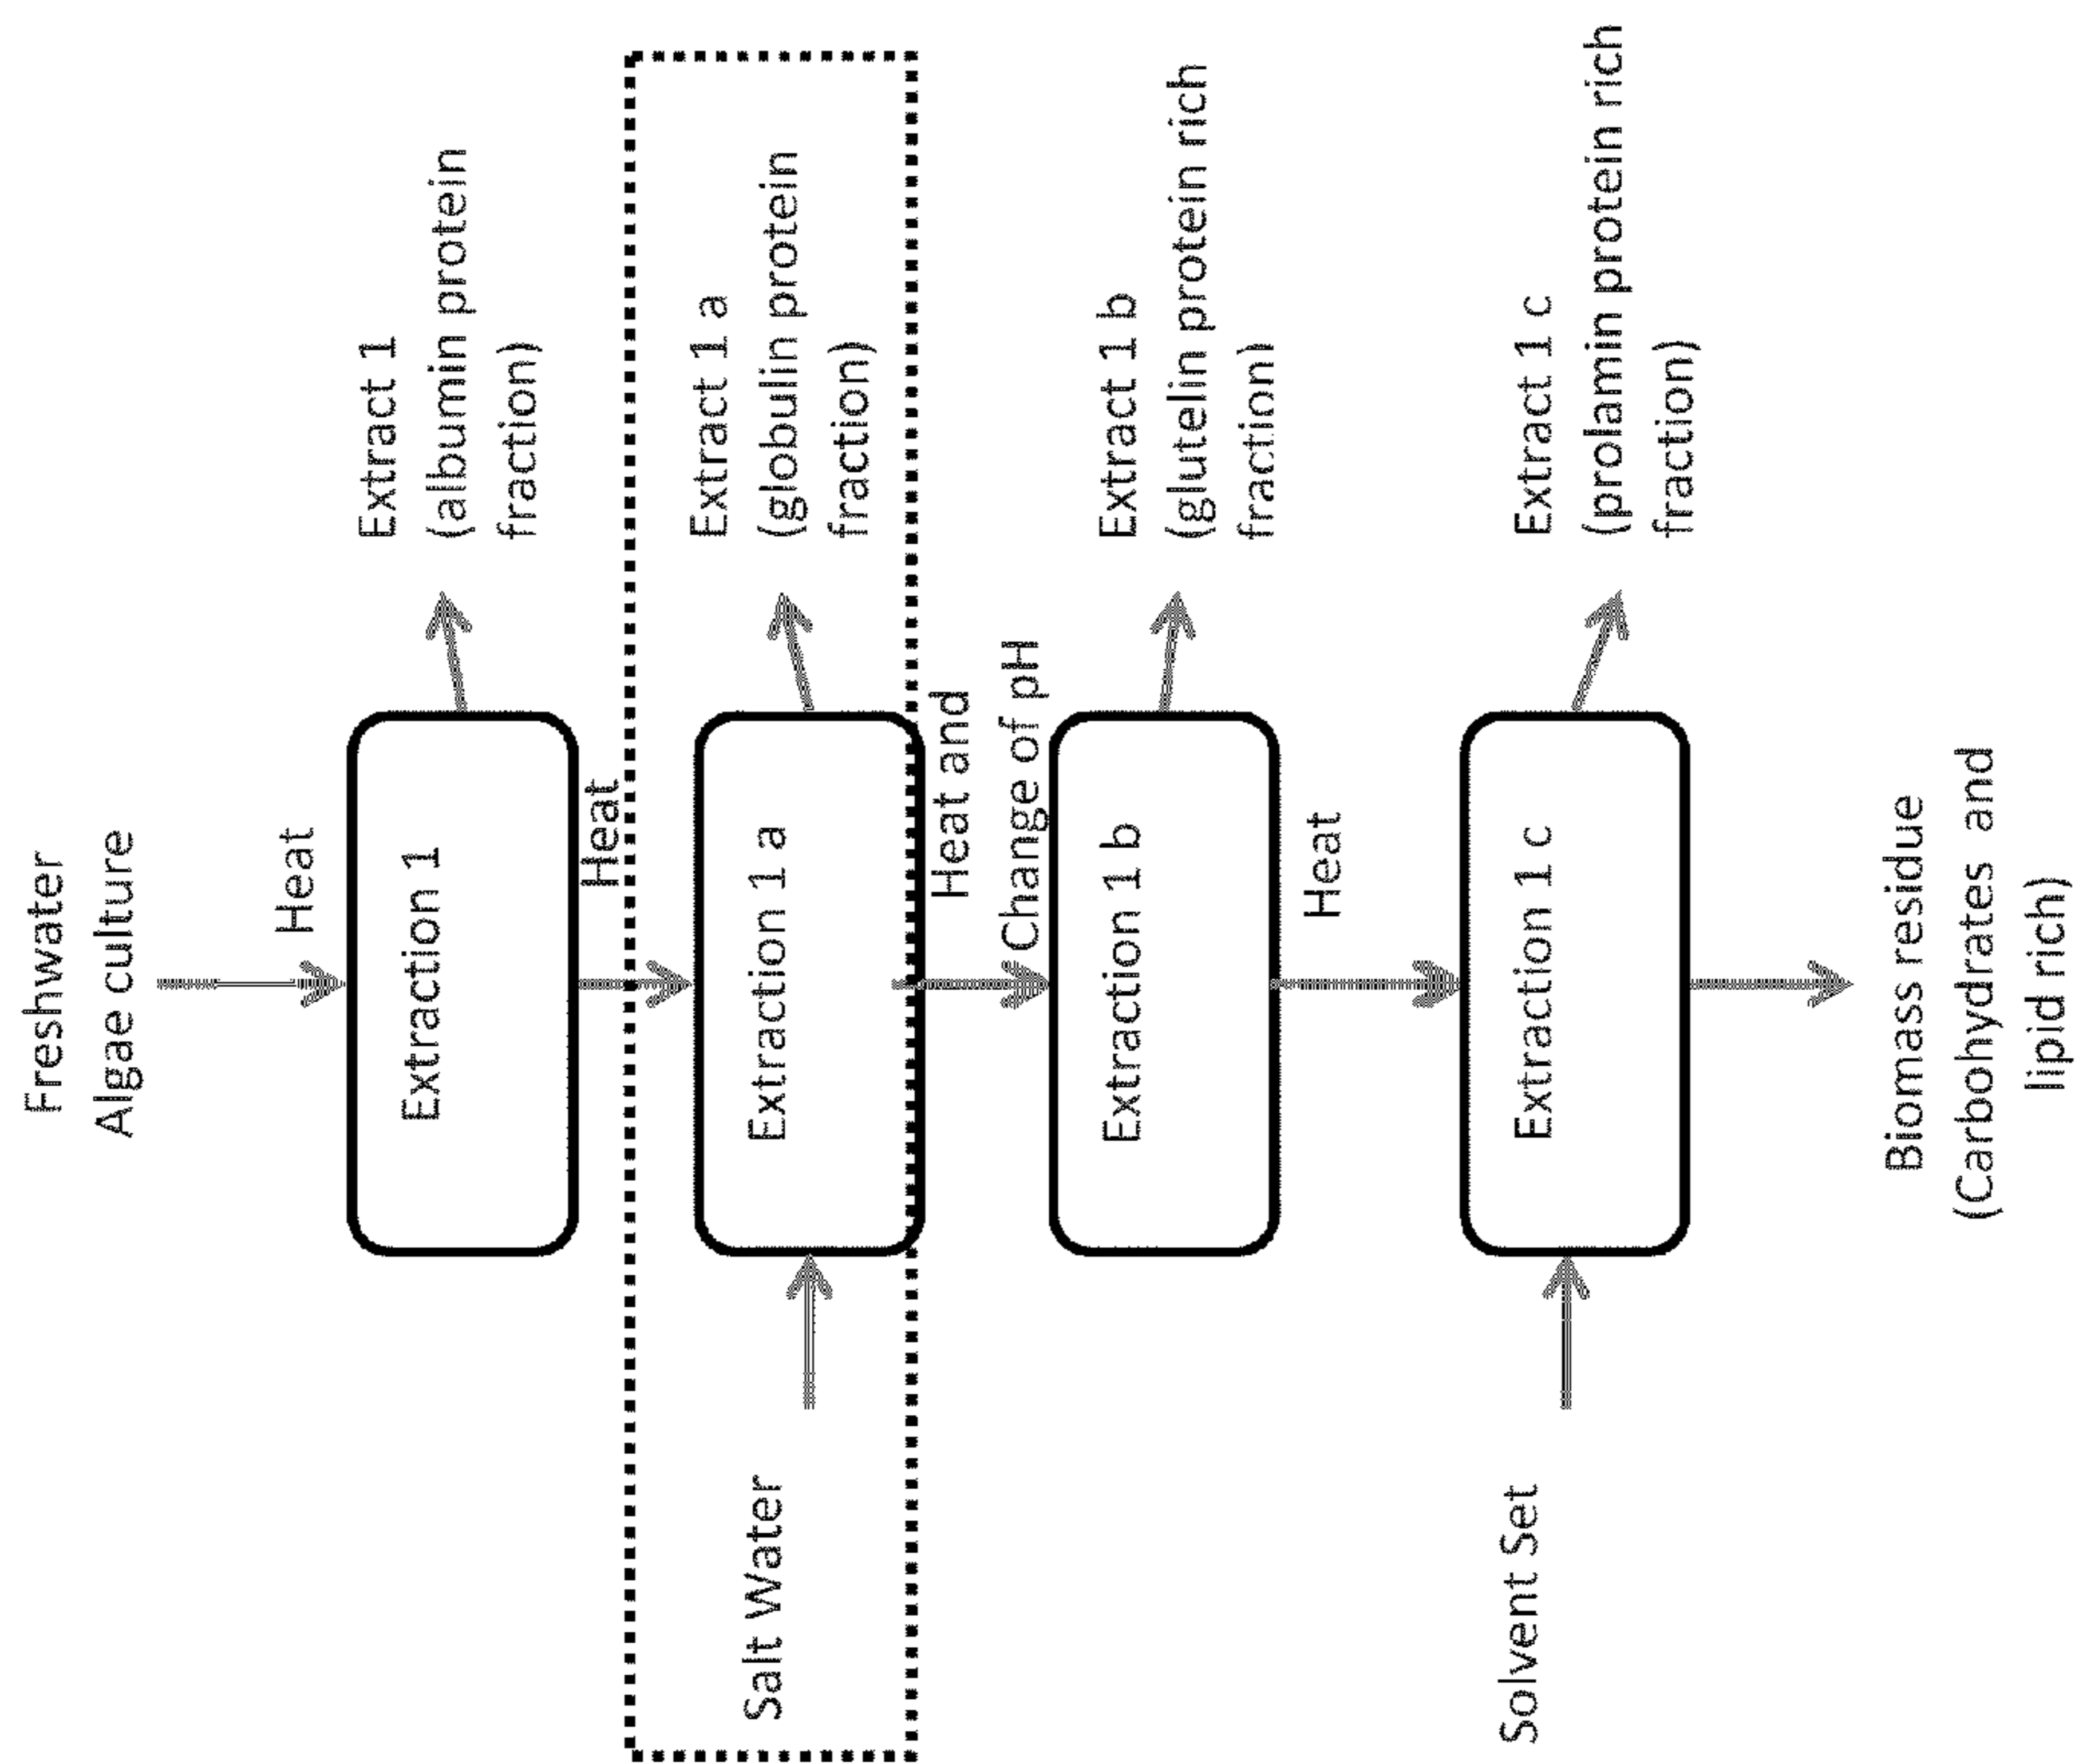 Freshwater
Algae culture
Heat
Extraction 1
Extract 1
(albumin protein
fraction)
Heat
Salt Water
Extraction 1 a
Extract 1 a
(globulin protein
fraction)
Heat and
Change of pH
Extraction 1 b
Extract 1 b
(glutelin protein rich
fraction)
Heat
Solvent Set
Extraction 1 c
Extract 1 c
(prolamin protein rich
fraction)
Biomass residue
(Carbohydrates and
lipid rich)